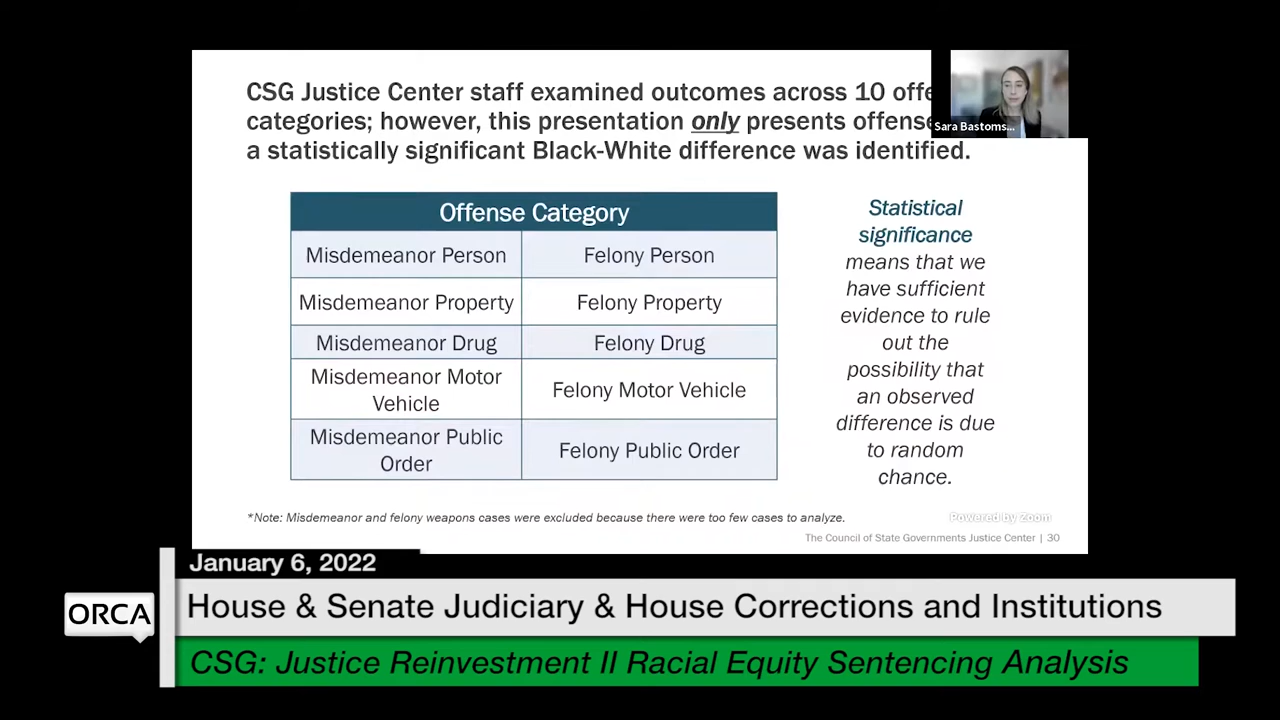 CSG Justice Center staff examined outcomes across 10
categories; however, this presentation only presents
a statistically significant Black-White difference was identified.
Sara Bastoms...
Offense Category
Misdemeanor Person
Felony Person
Misdemeanor Property
Felony Property
Misdemeanor Drug
Felony Drug
Misdemeanor Motor
Vehicle
Felony Motor Vehicle
Misdemeanor Public
Order
Felony Public Order
Statistical
significance
means that we
have sufficient
evidence to rule
out the
possibility that
an observed
difference is due
to random
chance.
*Note: Misdemeanor and felony weapons cases were excluded because there were too few cases to analyze.
Powered by Zoom
The Council of State Governments Justice Center | 30
January 6, 2022
ORCA
House & Senate Judiciary & House Corrections and Institutions
CSG: Justice Reinvestment II Racial Equity Sentencing Analysis